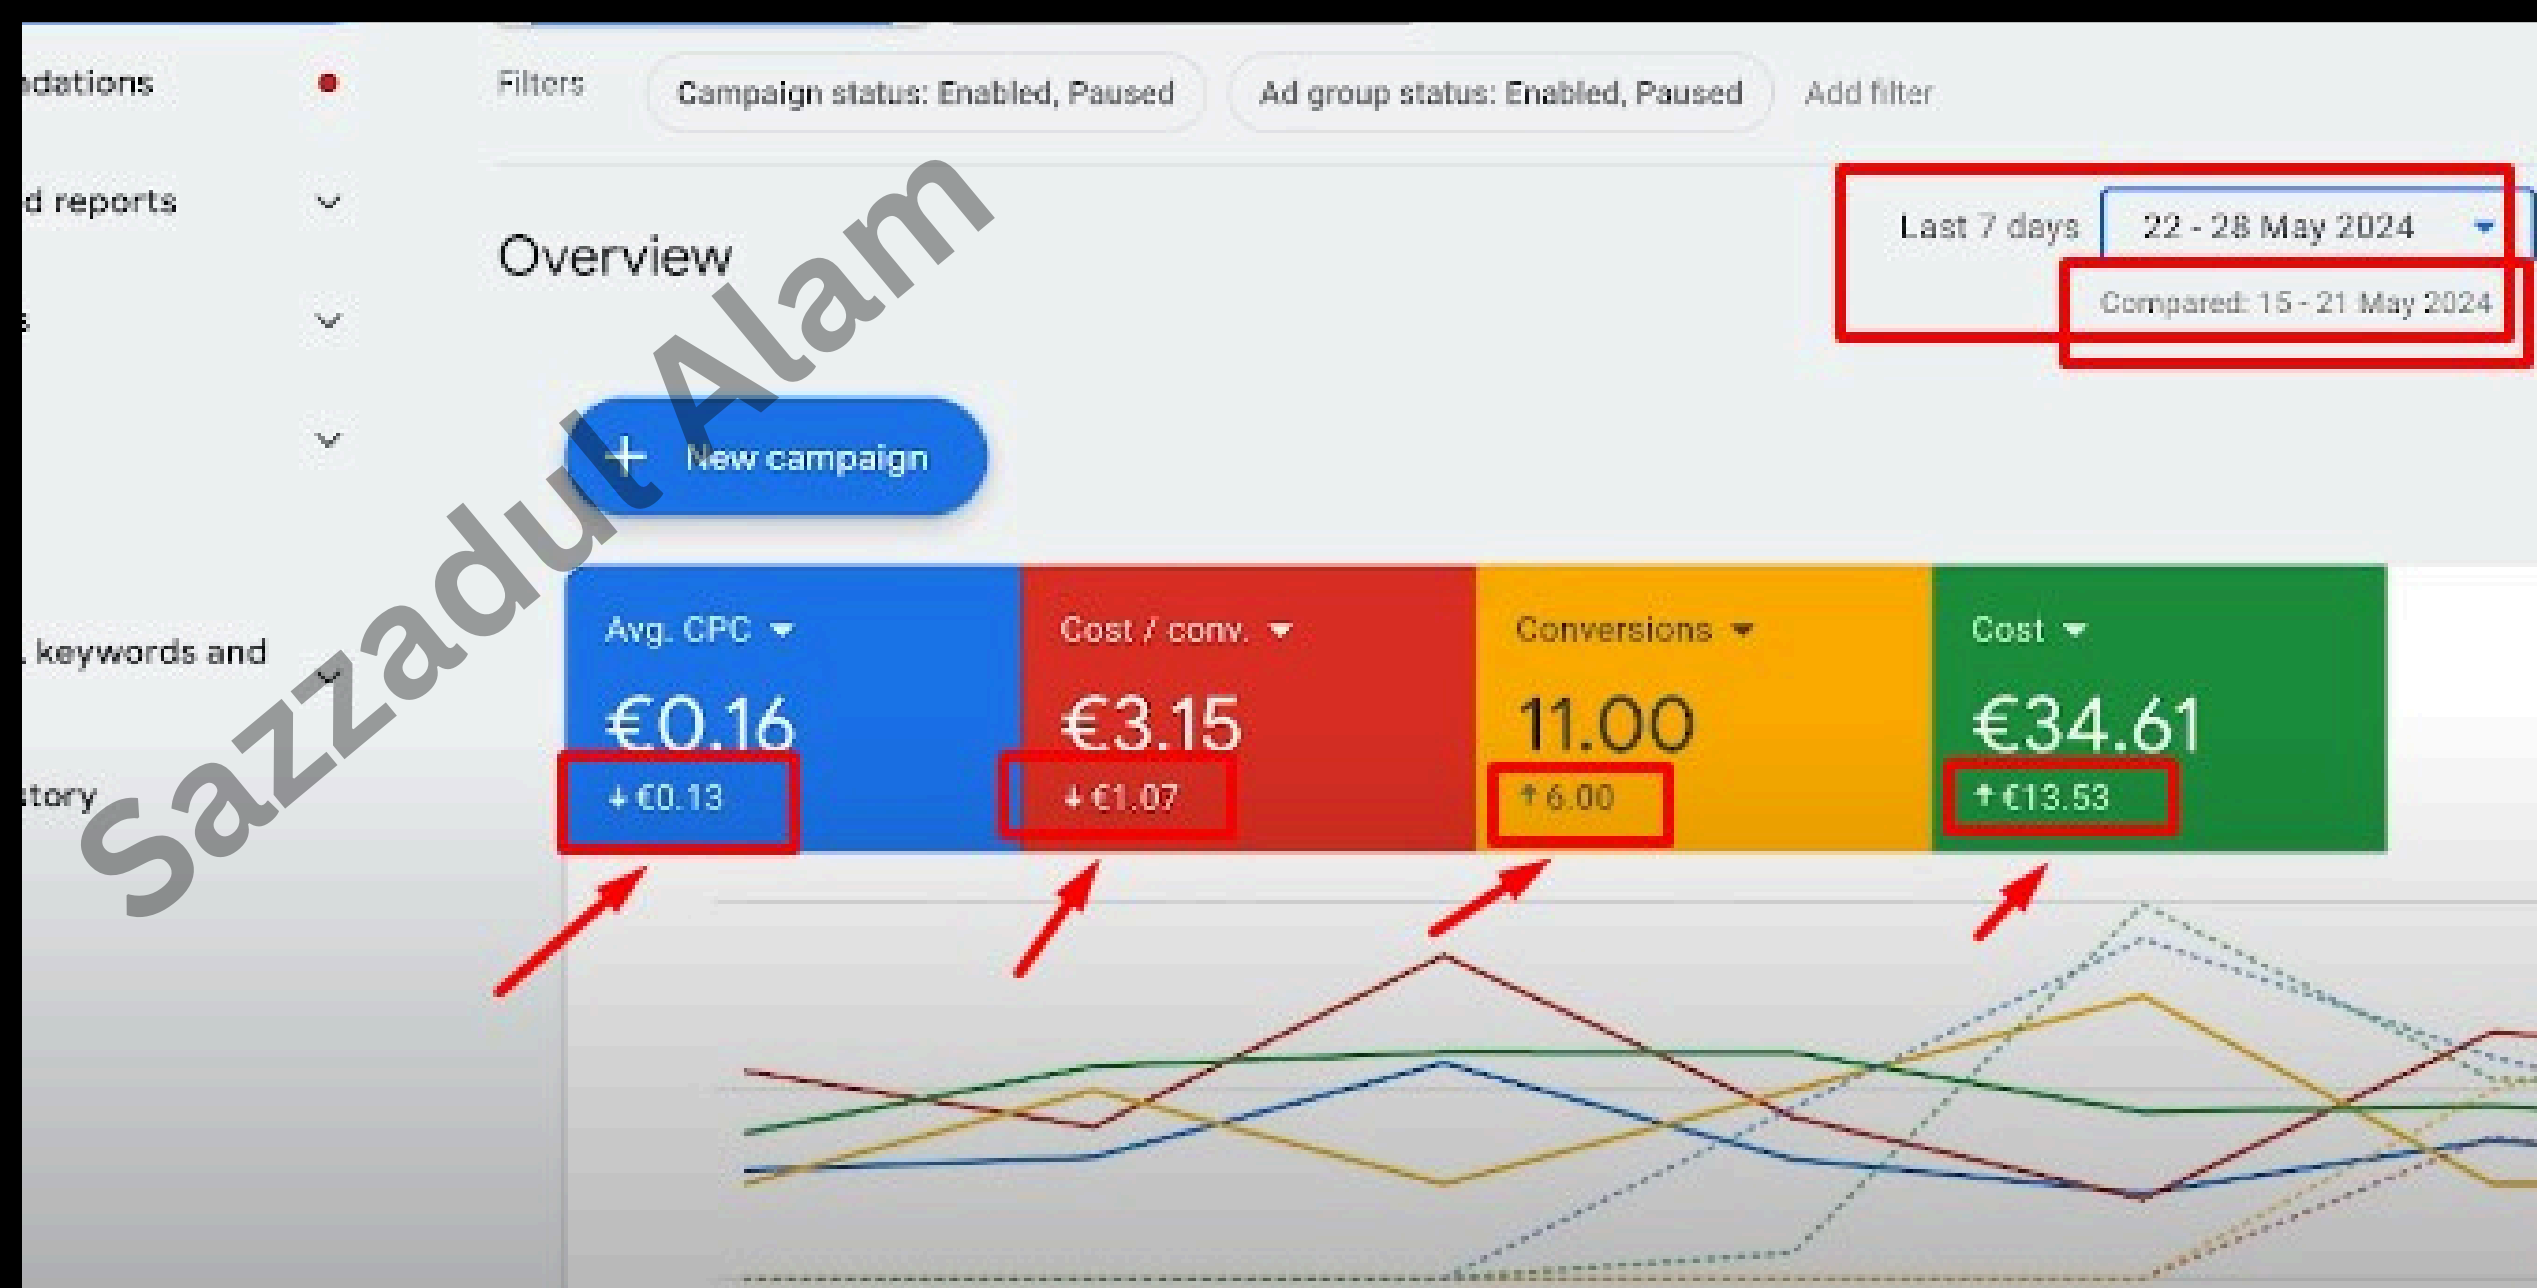 dations
Filters
Campaign status: Enabled, Paused
Ad group status: Enabled, Paused
Add filter
d reports
Overview
Last 7 days
22 - 28 May 2024
Compared: 15 - 21 May 2024
s
New campaign
Sazzadul Alam
keywords and
story
Avg. CPC
€0.16
↓ €0.13
Cost / conv.
€3.15
↓ €1.07
Conversions
11.00
↑ 6.00
Cost
€34.61
↑ €13.53